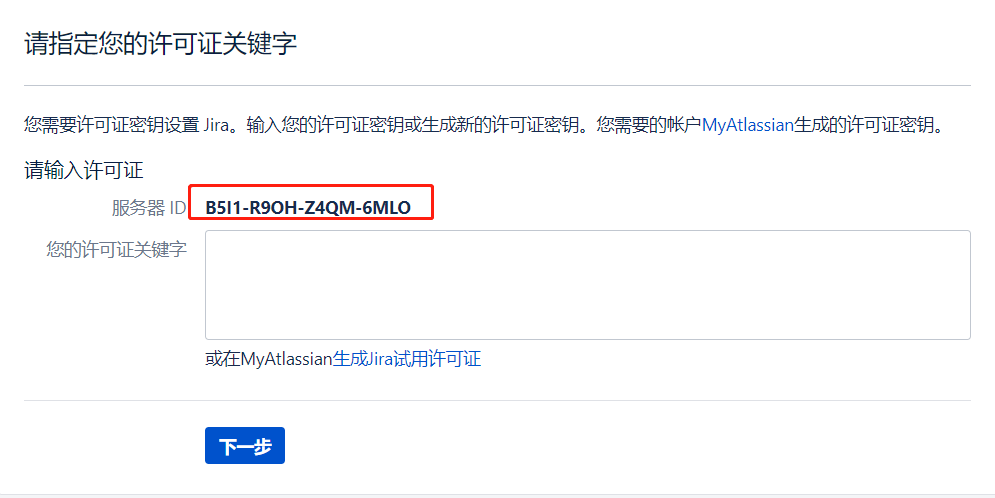 请指定您的许可证关键字
您需要许可证密钥设置 Jira。输入您的许可证密钥或生成新的许可证密钥。您需要的帐户MyAtlassian生成的许可证密钥。
请输入许可证
服务器 ID B5I1-R9OH-Z4QM-6MLO
您的许可证关键字
或在MyAtlassian生成Jira试用许可证
下一步